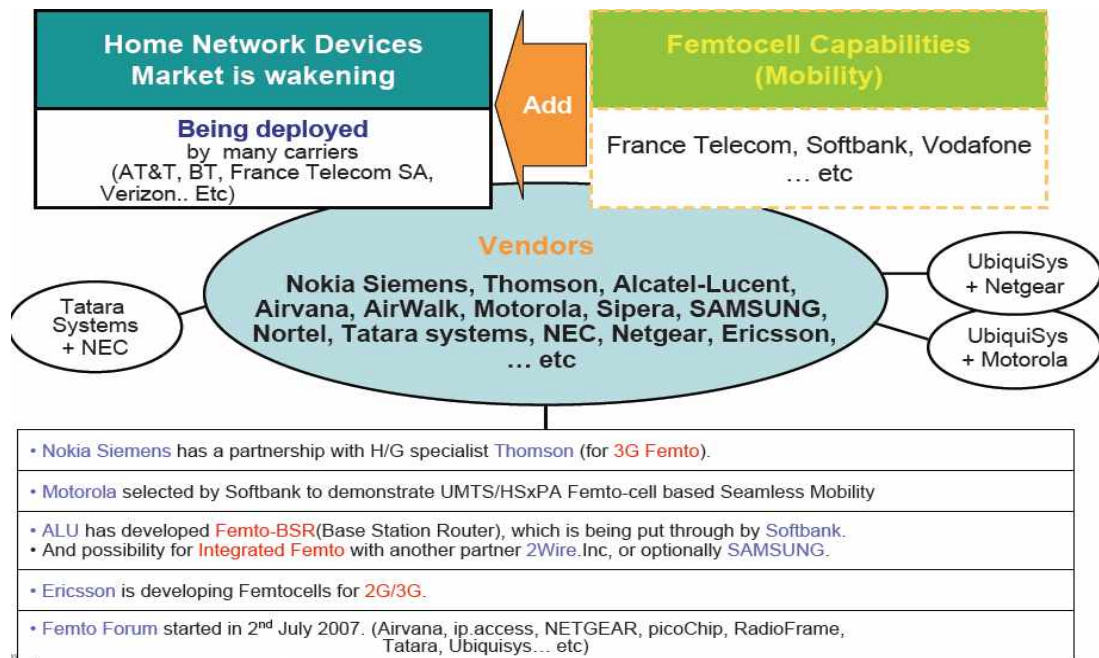 Home Network Devices
Market is wakening
Being deployed
by many carriers
(AT&T, BT, France Telecom SA,
Verizon.. Etc)
Add
Femtocell Capabilities
(Mobility)
France Telecom, Softbank, Vodafone
... etc
Vendors
Nokia Siemens, Thomson, Alcatel-Lucent,
Airvana, AirWalk, Motorola, Sipera, SAMSUNG,
Nortel, Tatara systems, NEC, Netgear, Ericsson,
... etc
Tatara
Systems
+ NEC
UbiquiSys
+ Netgear
UbiquiSys
+ Motorola
• Nokia Siemens has a partnership with H/G specialist Thomson (for 3G Femto).
• Motorola selected by Softbank to demonstrate UMTS/HSxPA Femto-cell based Seamless Mobility
• ALU has developed Femto-BSR(Base Station Router), which is being put through by Softbank.
• And possibility for Integrated Femto with another partner 2Wire.Inc, or optionally SAMSUNG.
• Ericsson is developing Femtocells for 2G/3G.
• Femto Forum started in 2nd July 2007. (Airvana, ip.access, NETGEAR, picoChip, RadioFrame,
Tatara, Ubiquisys... etc)